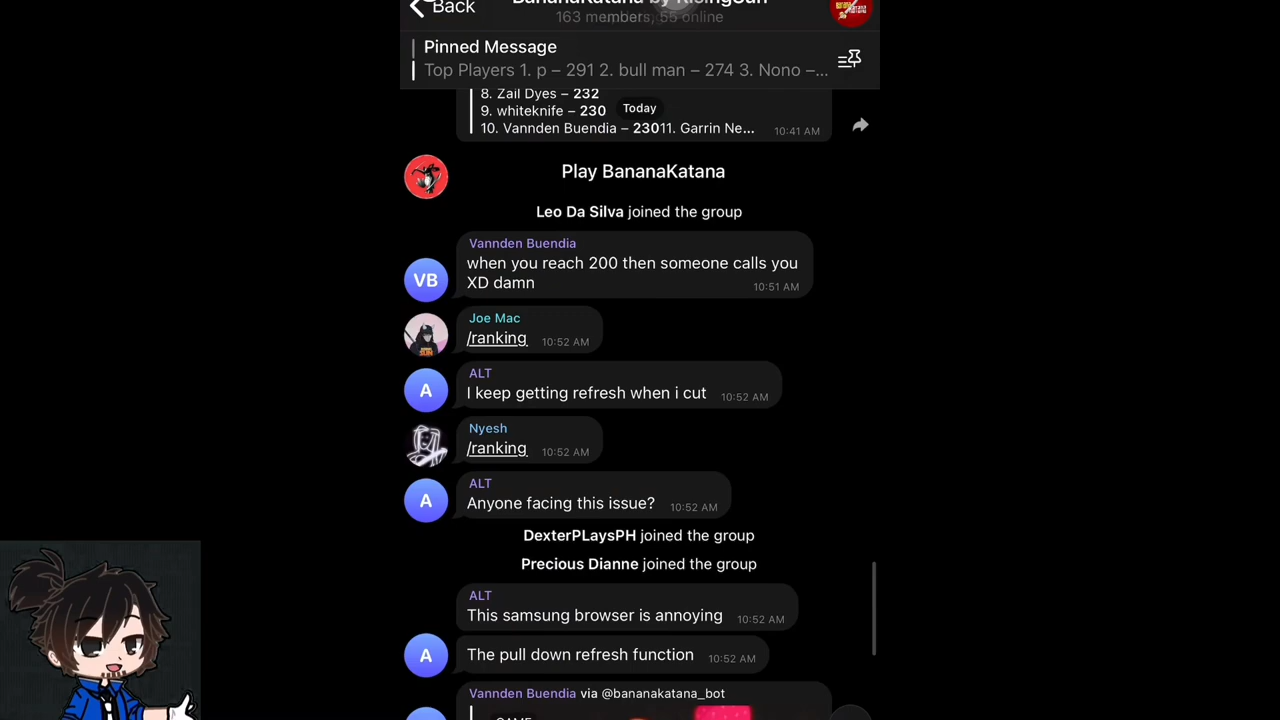 Back
BananaKatana by RisingSun
163 members, 55 online
Pinned Message
Top Players 1. p – 291 2. bull man – 274 3. Nono –...
8. Zail Dyes – 232
9. whiteknife – 230
Today
10. Vannden Buendia – 23011. Garrin Ne...
10:41 AM
Play BananaKatana
Leo Da Silva joined the group
Vannden Buendia
VB
when you reach 200 then someone calls you
XD damn
10:51 AM
Joe Mac
/ranking
10:52 AM
ALT
A
I keep getting refresh when i cut
10:52 AM
Nyesh
/ranking
10:52 AM
ALT
A
Anyone facing this issue?
10:52 AM
DexterPLaysPH joined the group
Precious Dianne joined the group
ALT
This samsung browser is annoying
10:52 AM
A
The pull down refresh function
10:52 AM
Vannden Buendia via @bananakatana_bot
GAME